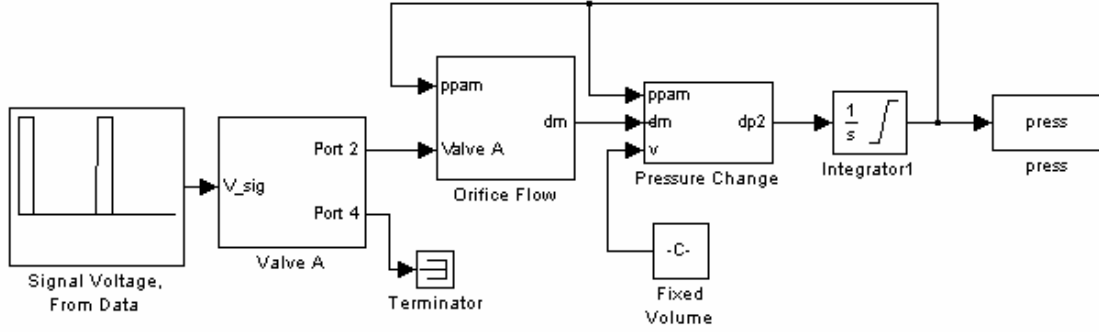 ppam
dm
Valve A
Orifice Flow
ppam
dm
v
dp2
Pressure Change
1
s
Integrator1
press
press
V_sig
Port 2
Port 4
Valve A
Signal Voltage,
From Data
Terminator
-C-
Fixed
Volume